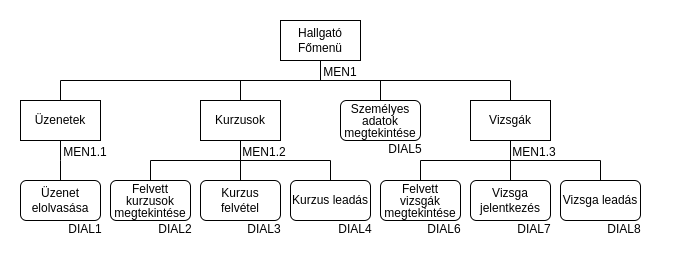 Hallgató
Főmenü
MEN1
Üzenetek
Kurzusok
Személyes
adatok
megtekintése
Vizsgák
DIAL5
MEN1.1
MEN1.2
MEN1.3
Üzenet
elolvasása
Felvett
kurzusok
megtekintése
Kurzus
felvétel
Kurzus leadás
Felvett
vizsgák
megtekintése
Vizsga
jelentkezés
Vizsga leadás
DIAL1
DIAL2
DIAL3
DIAL4
DIAL6
DIAL7
DIAL8